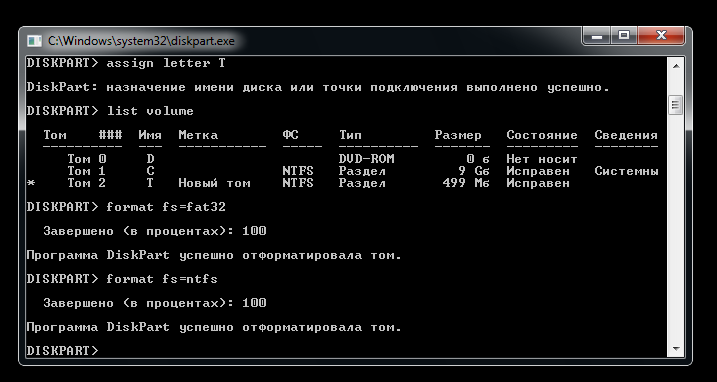 C:\Windows\system32\diskpart.exe
DISKPART> assign letter T
DiskPart: назначение имени диска или точки подключения выполнено успешно.
DISKPART> list volume
Том ### Имя Метка ФС Тип Размер Состояние Сведения
---------- --- ----------- ----- ---------- ------- --------- --------
Том 0 D DVD-ROM 0 б Нет носит
Том 1 C NTFS Раздел 9 Gб Исправен Системны
* Том 2 T Новый том NTFS Раздел 499 Мб Исправен
DISKPART> format fs=fat32
Завершено (в процентах): 100
Программа DiskPart успешно отформатировала том.
DISKPART> format fs=ntfs
Завершено (в процентах): 100
Программа DiskPart успешно отформатировала том.
DISKPART>